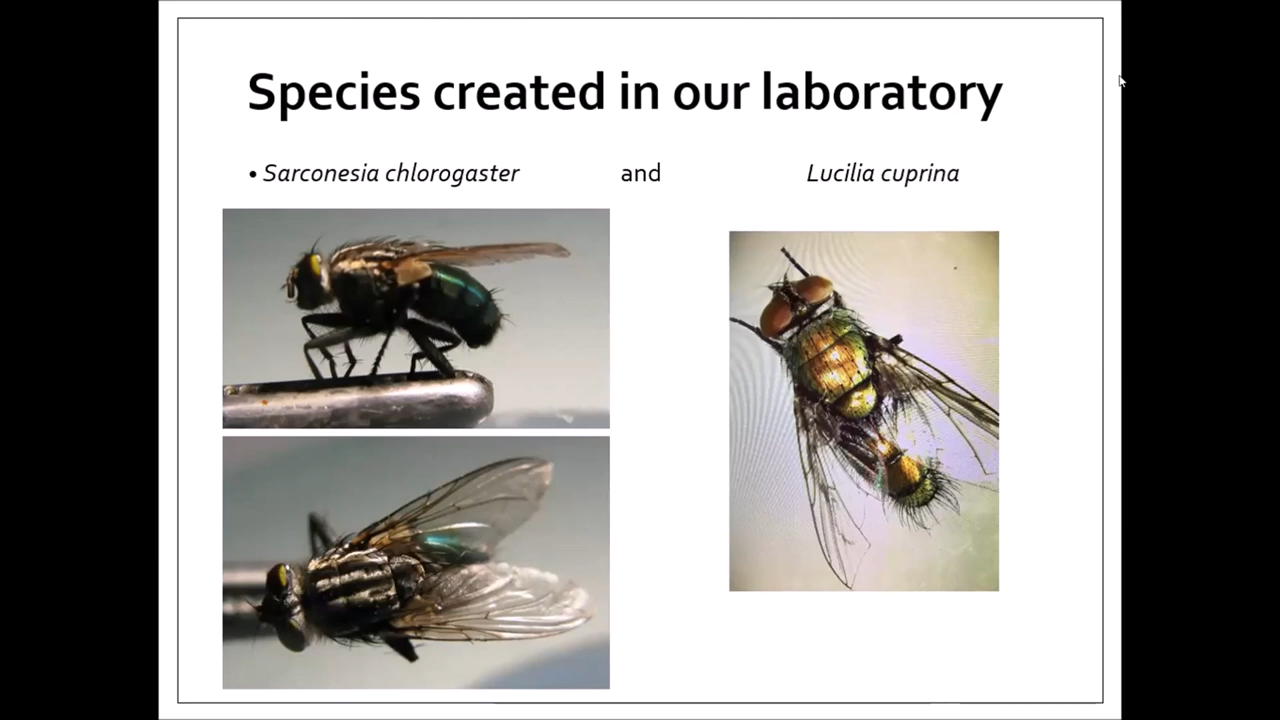 Species created in our laboratory
• Sarconesia chlorogaster and Lucilia cuprina